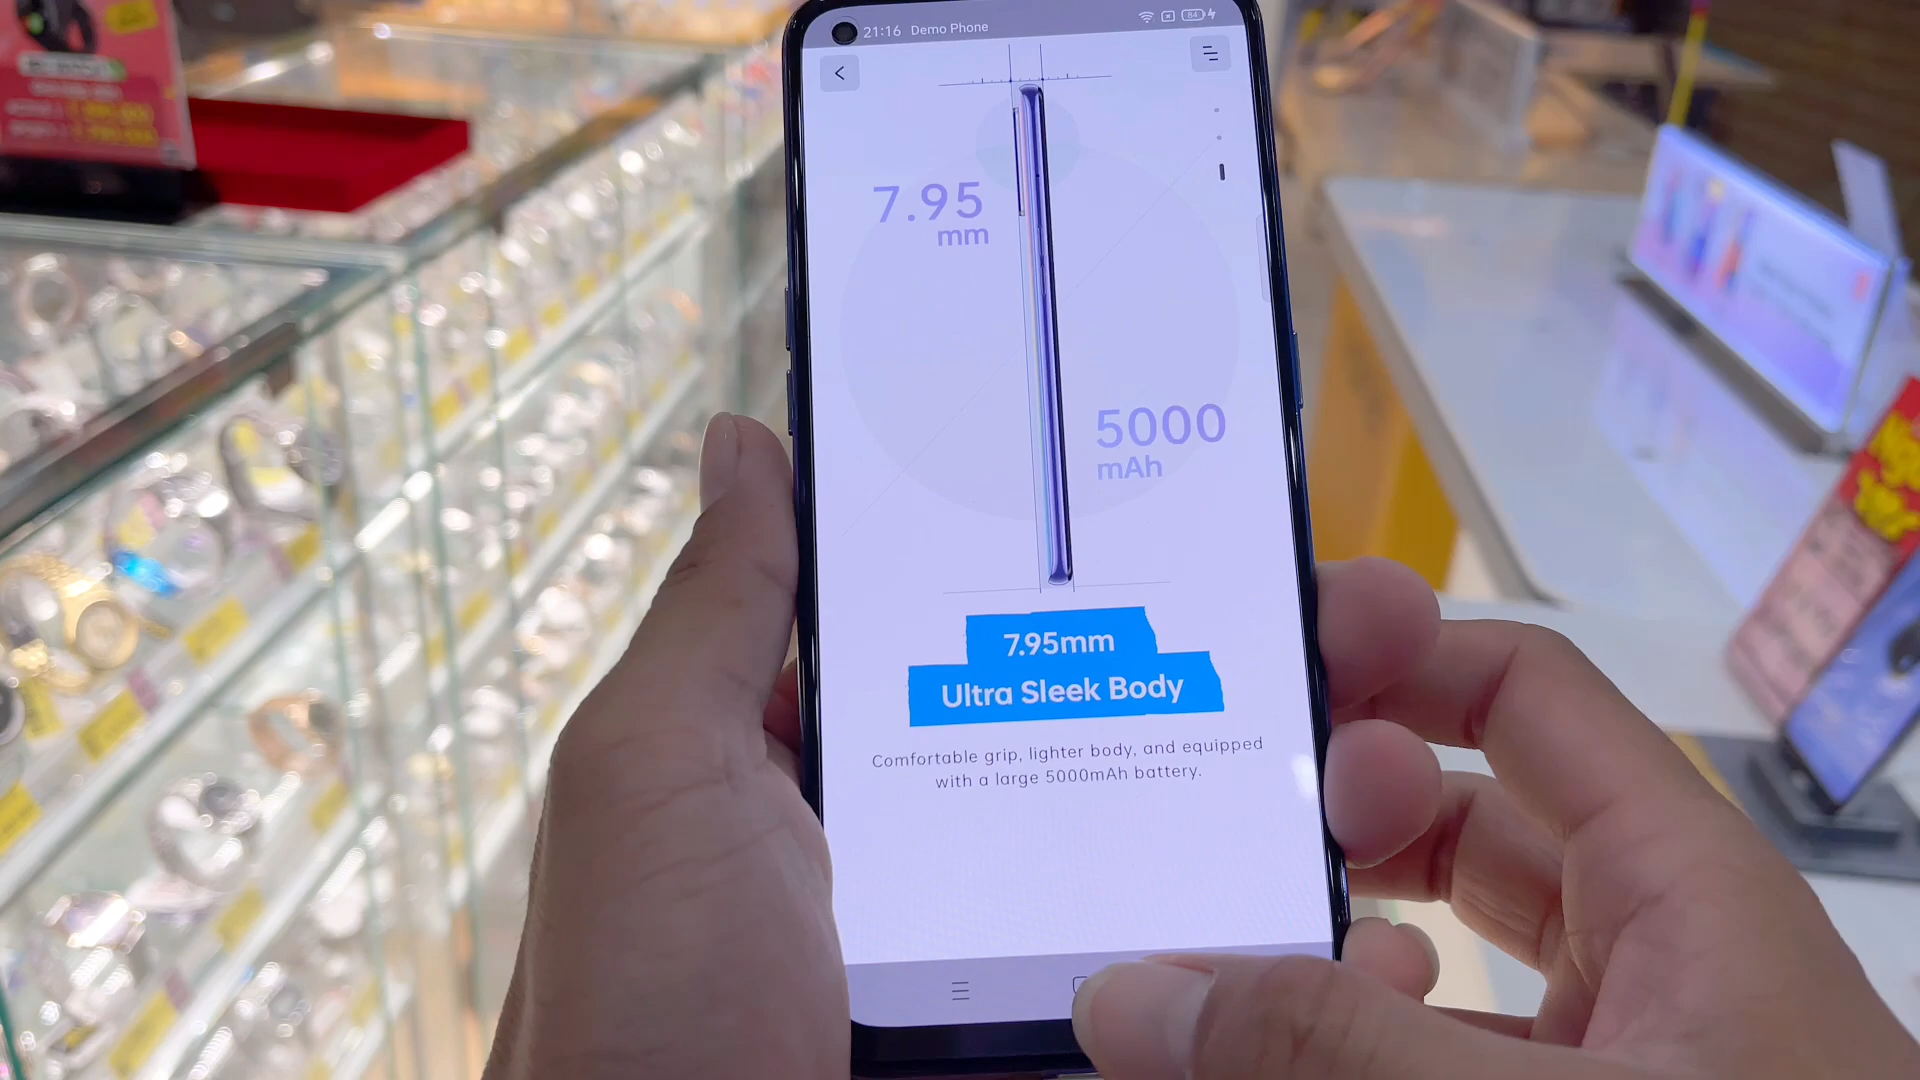 21:16 Demo Phone
84
7.95
mm
5000
mAh
7.95mm
Ultra Sleek Body
Comfortable grip, lighter body, and equipped
with a large 5000mAh battery.